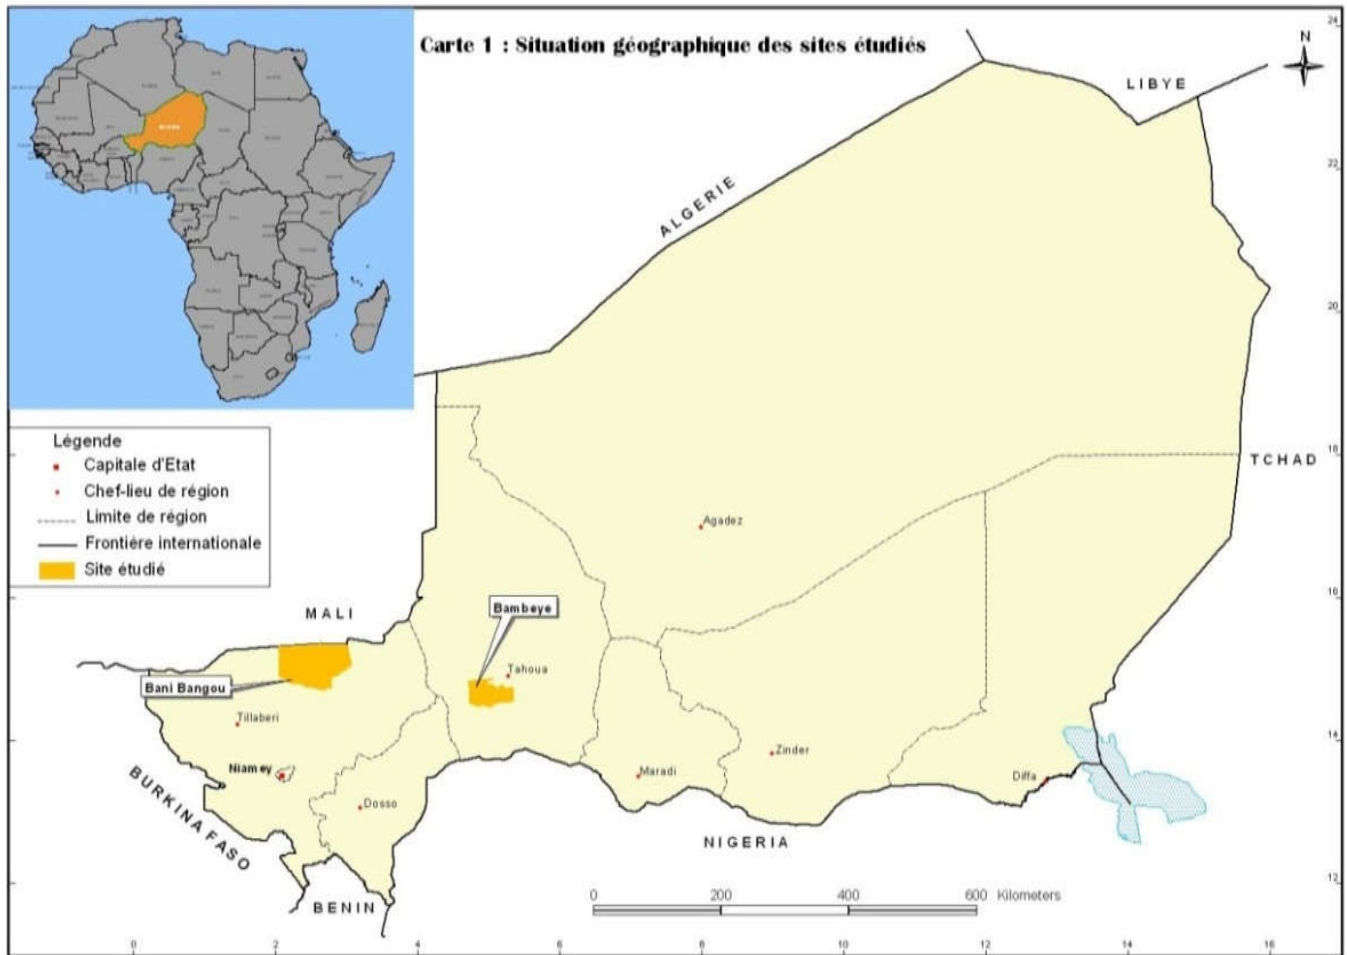 Carte 1 : Situation géographique des sites étudiés
N
24
LIBYE
22
ALGERIE
20
Légende
Capitale d'Etat
Chef-lieu de région
Limite de région
Frontière internationale
Site étudié
18
TCHAD
Agadez
16
MALI
Bambeye
Tahoua
Bani Bangou
Tillaberi
14
Zinder
Niamey
Maradi
Diffa
Dosso
BURKINA FASO
NIGERIA
12
BENIN
0 200 400 600 Kilometers
0 2 4 6 8 10 12 14 16